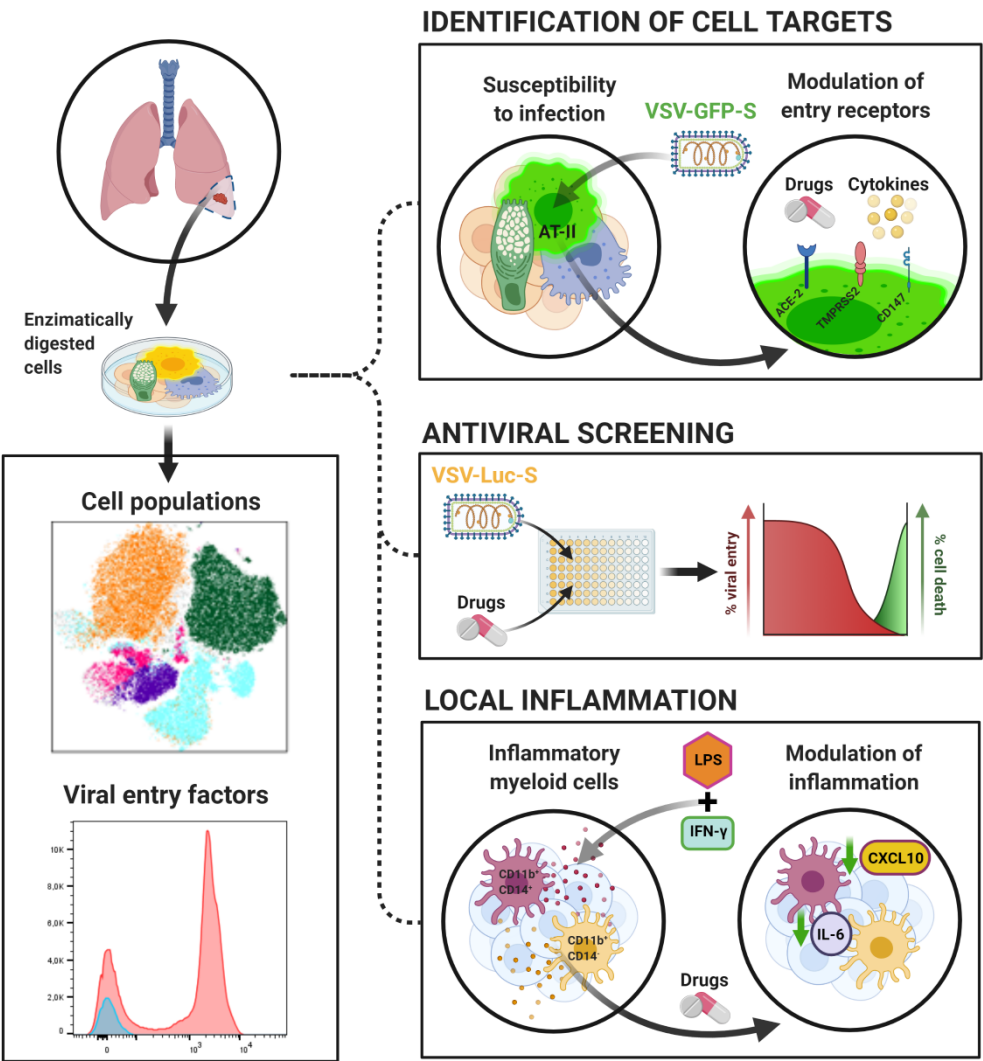 IDENTIFICATION OF CELL TARGETS
Susceptibility
to infection
VSV-GFP-S
Modulation of
entry receptors
Drugs
Cytokines
AT-II
ACE-2
TMPRSS2
CD147
Enzimatically
digested
cells
Cell populations
Viral entry factors
10K
8,0K
6,0K
4,0K
2,0K
0
0
10³
10⁴
ANTIVIRAL SCREENING
VSV-Luc-S
Drugs
% viral entry
% cell death
LOCAL INFLAMMATION
Inflammatory
myeloid cells
LPS
+
IFN-γ
Modulation of
inflammation
CD11b⁺
CD14⁺
CD11b⁺
CD14⁻
CXCL10
IL-6
Drugs